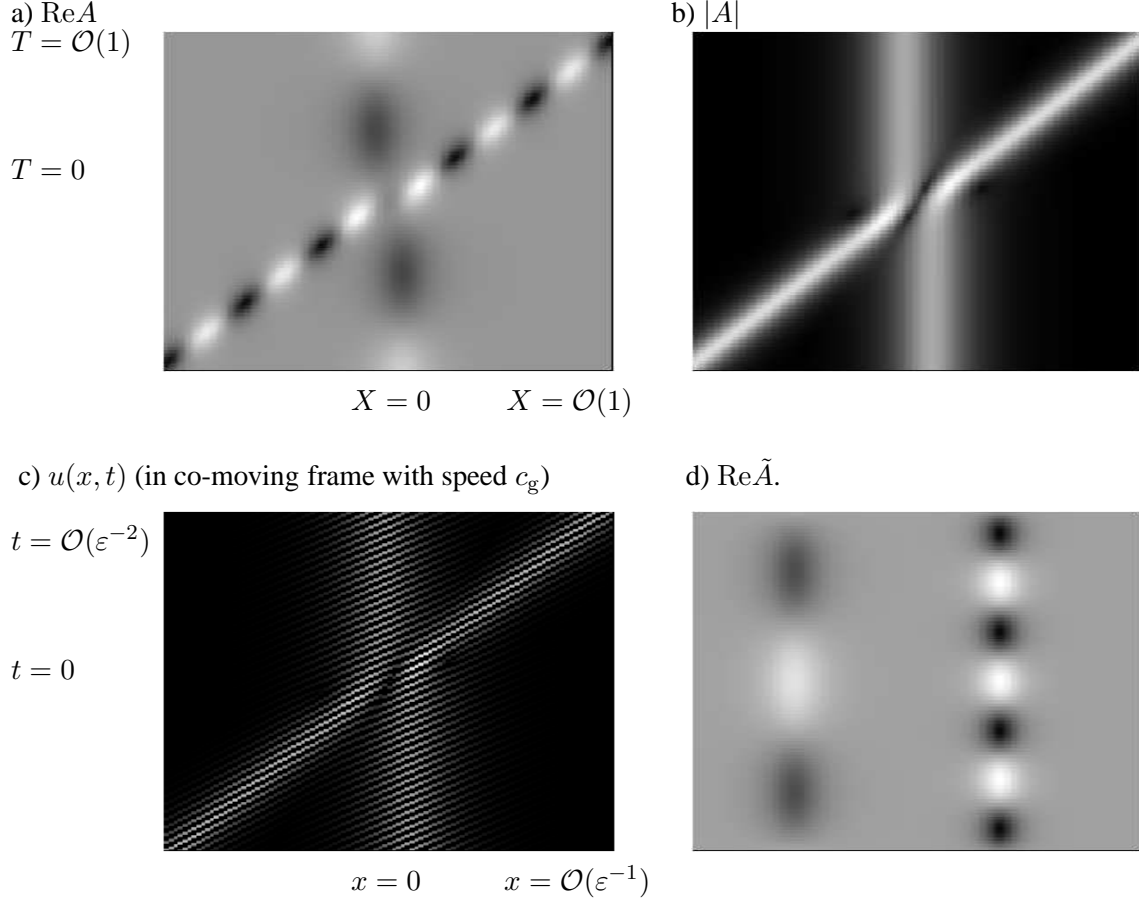 a) ReA
b) |A|
T = O(1)
T = 0
X = 0
X = O(1)
c) u(x, t) (in co-moving frame with speed c_g)
d) ReÃ.
t = O(ε⁻²)
t = 0
x = 0
x = O(ε⁻¹)